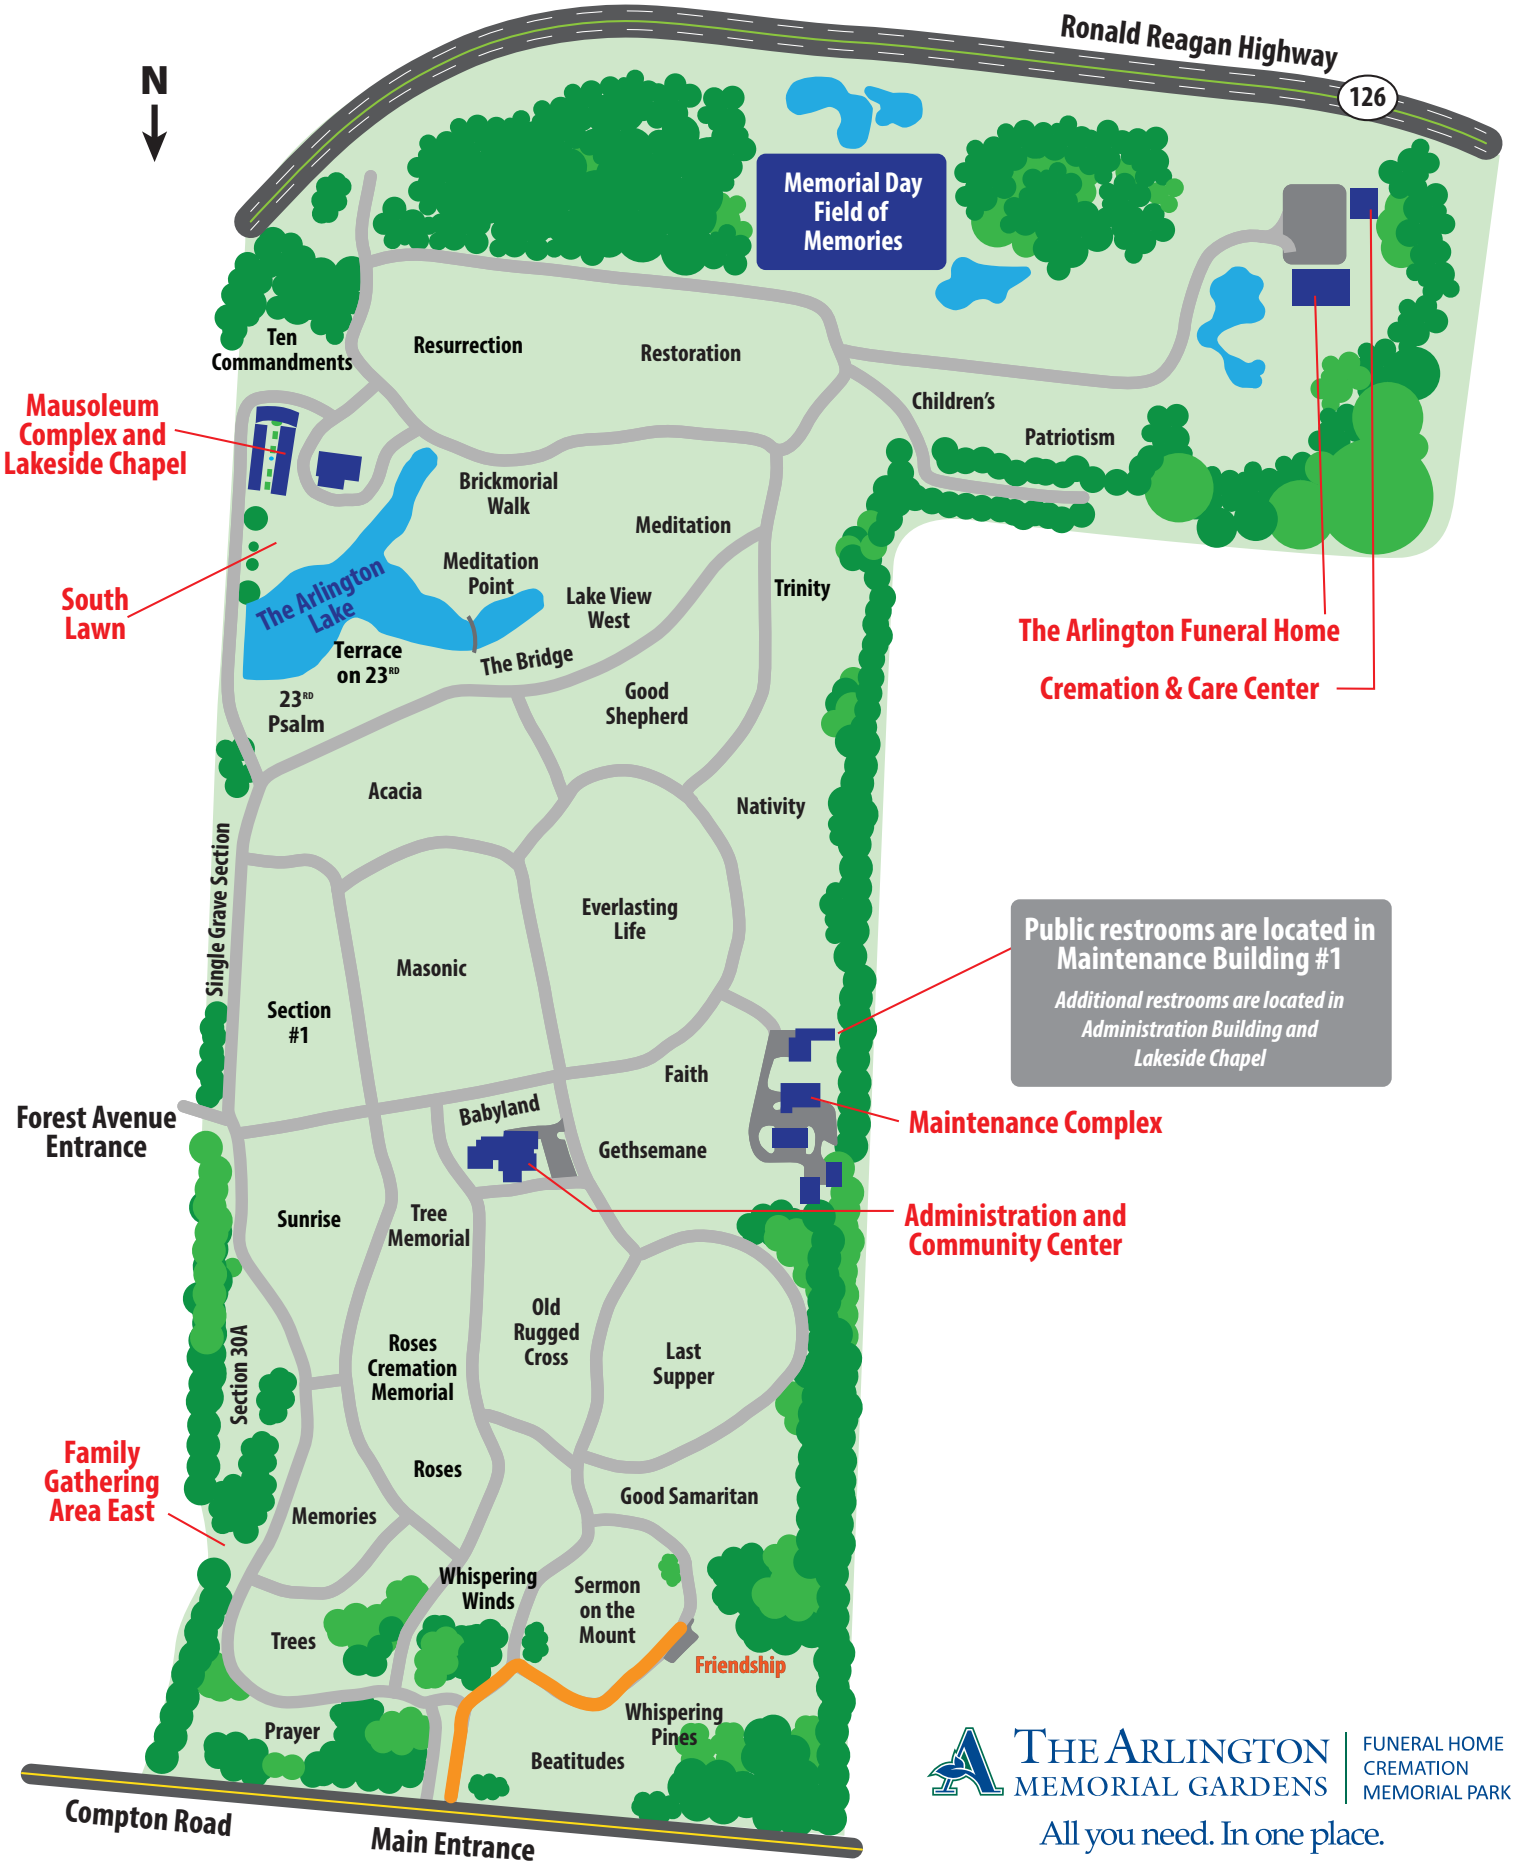 Ronald Reagan Highway
126
N
Memorial Day
Field of
Memories
Ten
Commandments
Resurrection
Restoration
Children's
Patriotism
Mausoleum
Complex and
Lakeside Chapel
Brickmorial
Walk
Meditation
Meditation
Point
South
Lawn
The Arlington
Lake
Lake View
West
Trinity
Terrace
on 23RD
The Bridge
23RD
Psalm
Good
Shepherd
The Arlington Funeral Home
Cremation & Care Center
Acacia
Nativity
Single Grave Section
Everlasting
Life
Masonic
Section
#1
Public restrooms are located in
Maintenance Building #1
Additional restrooms are located in
Administration Building and
Lakeside Chapel
Faith
Babyland
Forest Avenue
Entrance
Gethsemane
Maintenance Complex
Sunrise
Tree
Memorial
Administration and
Community Center
Old
Rugged
Cross
Section 30A
Roses
Cremation
Memorial
Last
Supper
Family
Gathering
Area East
Roses
Memories
Good Samaritan
Whispering
Winds
Sermon
on the
Mount
Trees
Friendship
Prayer
Whispering
Pines
Beatitudes
Compton Road
Main Entrance
THE ARLINGTON
MEMORIAL GARDENS
FUNERAL HOME
CREMATION
MEMORIAL PARK
All you need. In one place.